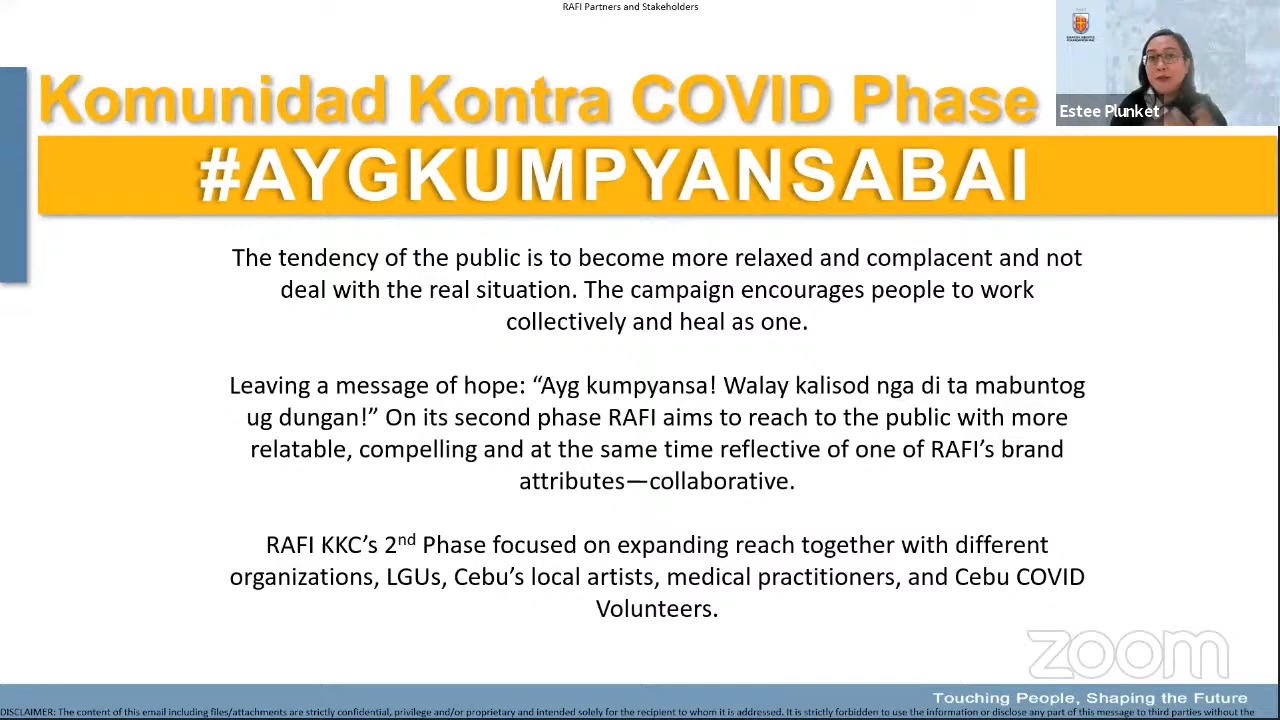 RAFI Partners and Stakeholders
Komunidad Kontra COVID Phase
Estee Plunket
#AYGKUMPYANSABAI
The tendency of the public is to become more relaxed and complacent and not
deal with the real situation. The campaign encourages people to work
collectively and heal as one.
Leaving a message of hope: “Ayg kumpyansa! Walay kalisod nga di ta mabuntog
ug dungan!” On its second phase RAFI aims to reach to the public with more
relatable, compelling and at the same time reflective of one of RAFI’s brand
attributes—collaborative.
RAFI KKC’s 2nd Phase focused on expanding reach together with different
organizations, LGUs, Cebu’s local artists, medical practitioners, and Cebu COVID
Volunteers.
zoom
Touching People, Shaping the Future
DISCLAIMER: The content of this email including files/attachments are strictly confidential, privilege and/or proprietary and intended solely for the recipient to whom it is addressed. It is strictly forbidden to use the information or disclose any part of this message to third parties without the